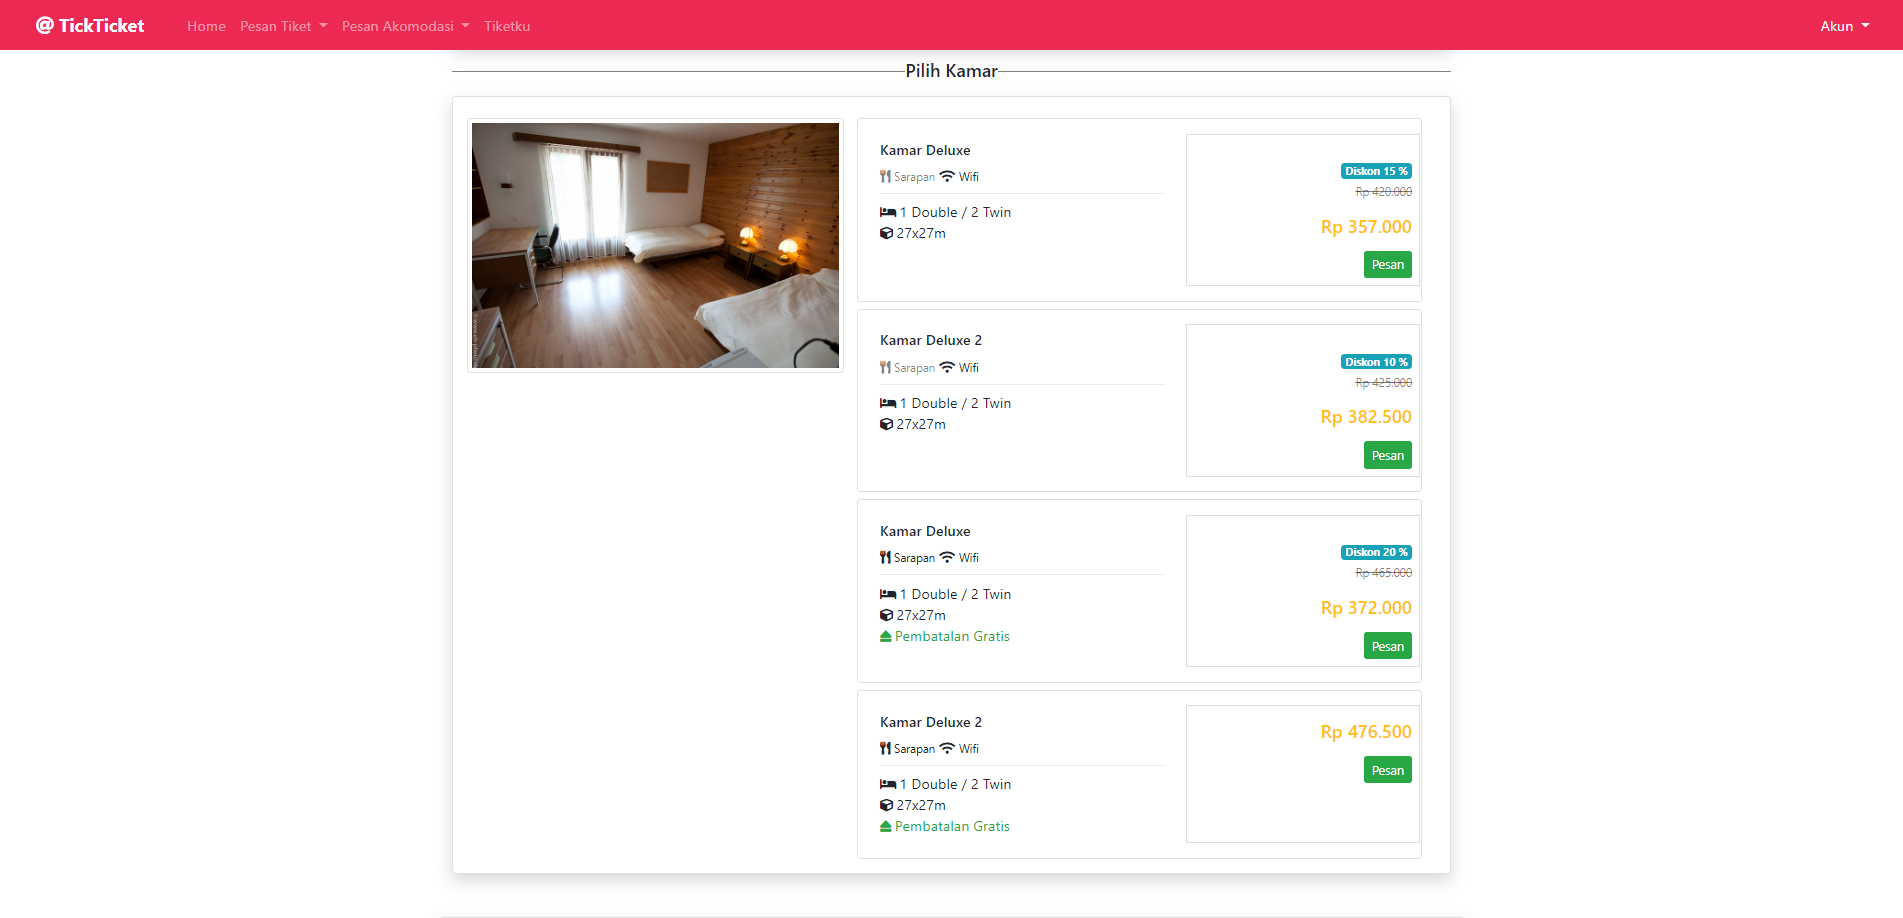 @ TickTicket Home Pesan Tiket Pesan Akomodasi Tiketku Akun
Pilih Kamar
Kamar Deluxe
Sarapan Wifi
1 Double / 2 Twin
27x27m
Diskon 15 %
Rp 420.000
Rp 357.000
Pesan
Kamar Deluxe 2
Sarapan Wifi
1 Double / 2 Twin
27x27m
Diskon 10 %
Rp 425.000
Rp 382.500
Pesan
Kamar Deluxe
Sarapan Wifi
1 Double / 2 Twin
27x27m
Pembatalan Gratis
Diskon 20 %
Rp 465.000
Rp 372.000
Pesan
Kamar Deluxe 2
Sarapan Wifi
1 Double / 2 Twin
27x27m
Pembatalan Gratis
Rp 476.500
Pesan